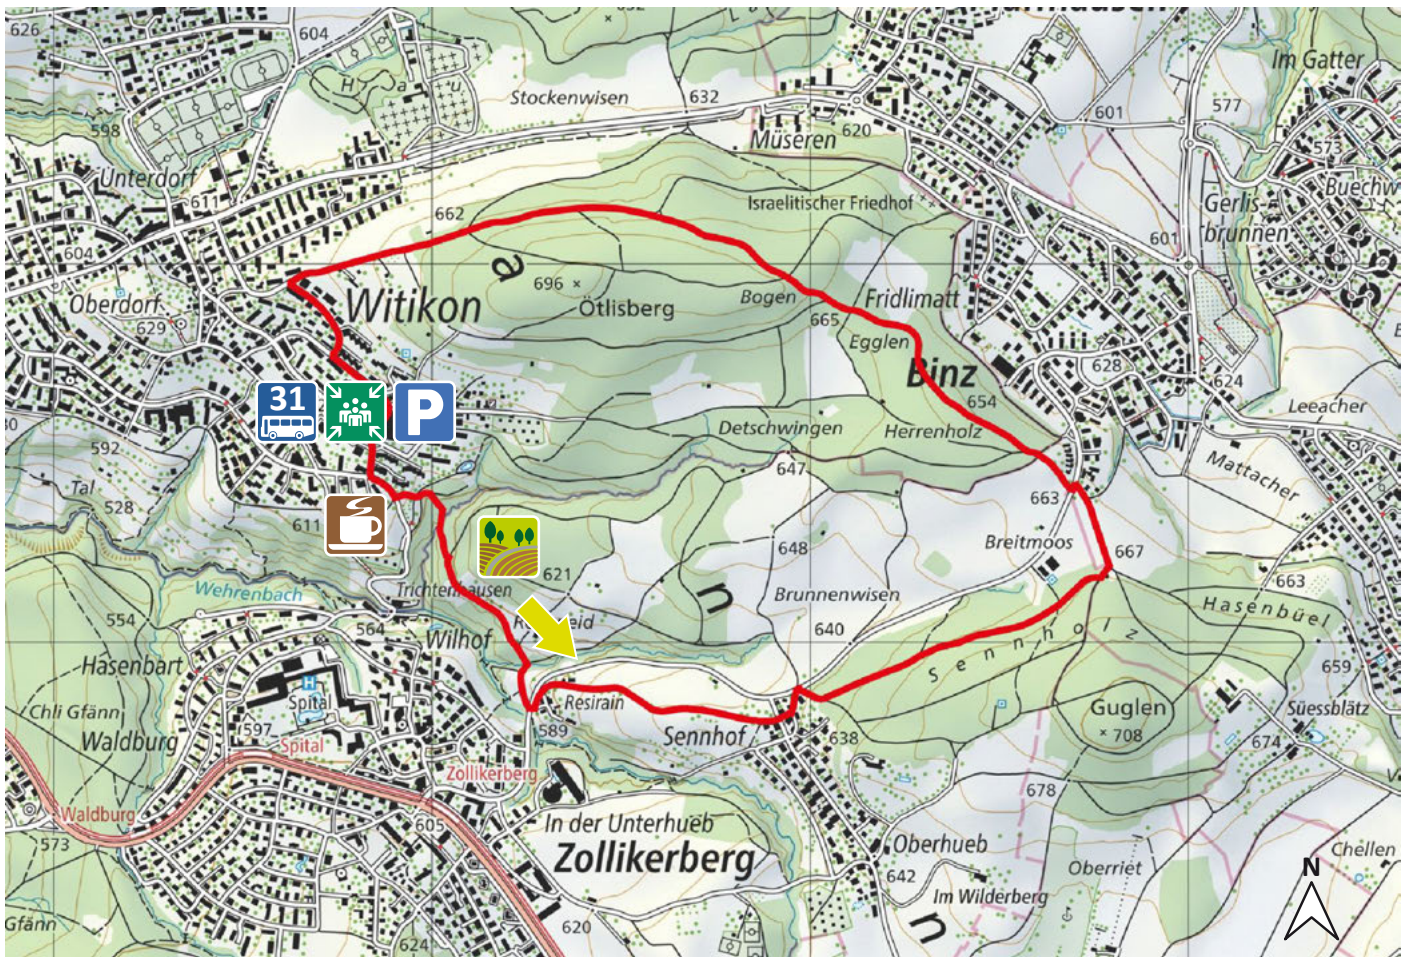 626
604
Stockenwisen
632
601
577
Im Gatter
H a u
598
Müseren
620
573
Unterdorf
611
662
Israelitischer Friedhof
Buechw
Gerlis-
brunnen
604
601
a
696
Ötlisberg
Bogen
Fridlimatt
Oberdorf
629
Witikon
665
Egglen
Binz
628
624
654
Leeacher
31
P
592
Detschwingen
Herrenholz
647
Mattacher
Tal
528
611
663
Breitmoos
648
667
663
621
n
Brunnenwisen
Hasenbüel
Wehrenbach
Trichtenhausen
554
564
Wilhof
640
Sennholz
659
Hasenbart
H
Spital
Chli Gfänn
Waldburg
597
Spital
Resirain
589
Sennhof
638
Guglen
708
Süessblätz
674
Zollikerberg
678
Waldburg
605
573
In der Unterhueb
Zollikerberg
Oberhueb
642
Oberriet
Chellen
N
Im Wilderberg
Gfänn
620
n
624